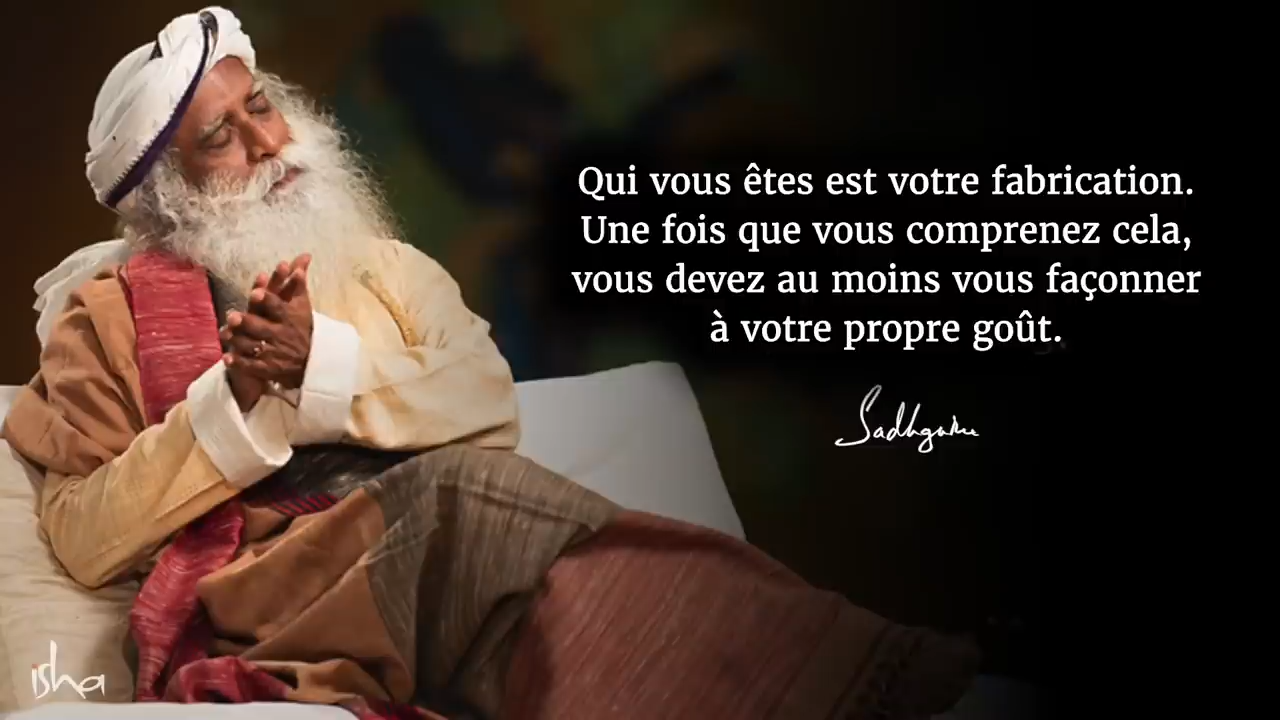 Qui vous êtes est votre fabrication.
Une fois que vous comprenez cela,
vous devez au moins vous façonner
à votre propre goût.
Sadhguru
isha